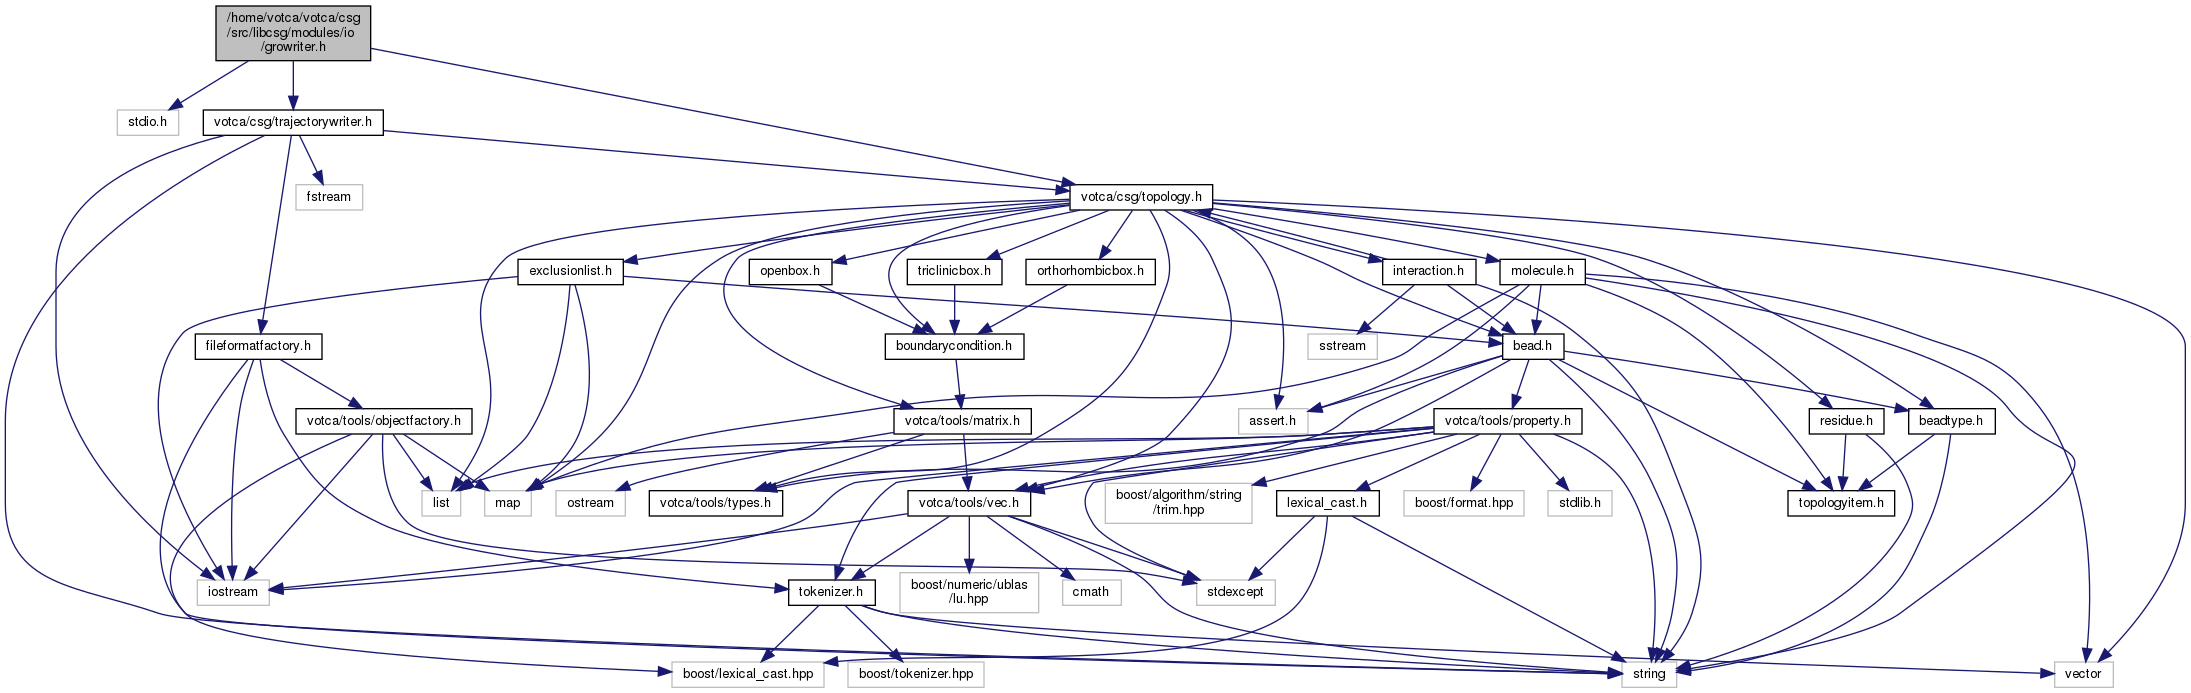 /home/votca/votca/csg
/src/libcsg/modules/io
/growriter.h
stdio.h
votca/csg/trajectorywriter.h
fstream
votca/csg/topology.h
exclusionlist.h
openbox.h
triclinicbox.h
orthorhombicbox.h
interaction.h
molecule.h
fileformatfactory.h
boundarycondition.h
sstream
bead.h
votca/tools/objectfactory.h
votca/tools/matrix.h
assert.h
votca/tools/property.h
residue.h
beadtype.h
list
map
ostream
votca/tools/types.h
votca/tools/vec.h
boost/algorithm/string
/trim.hpp
lexical_cast.h
boost/format.hpp
stdlib.h
topologyitem.h
iostream
tokenizer.h
boost/numeric/ublas
/lu.hpp
cmath
stdexcept
boost/lexical_cast.hpp
boost/tokenizer.hpp
string
vector